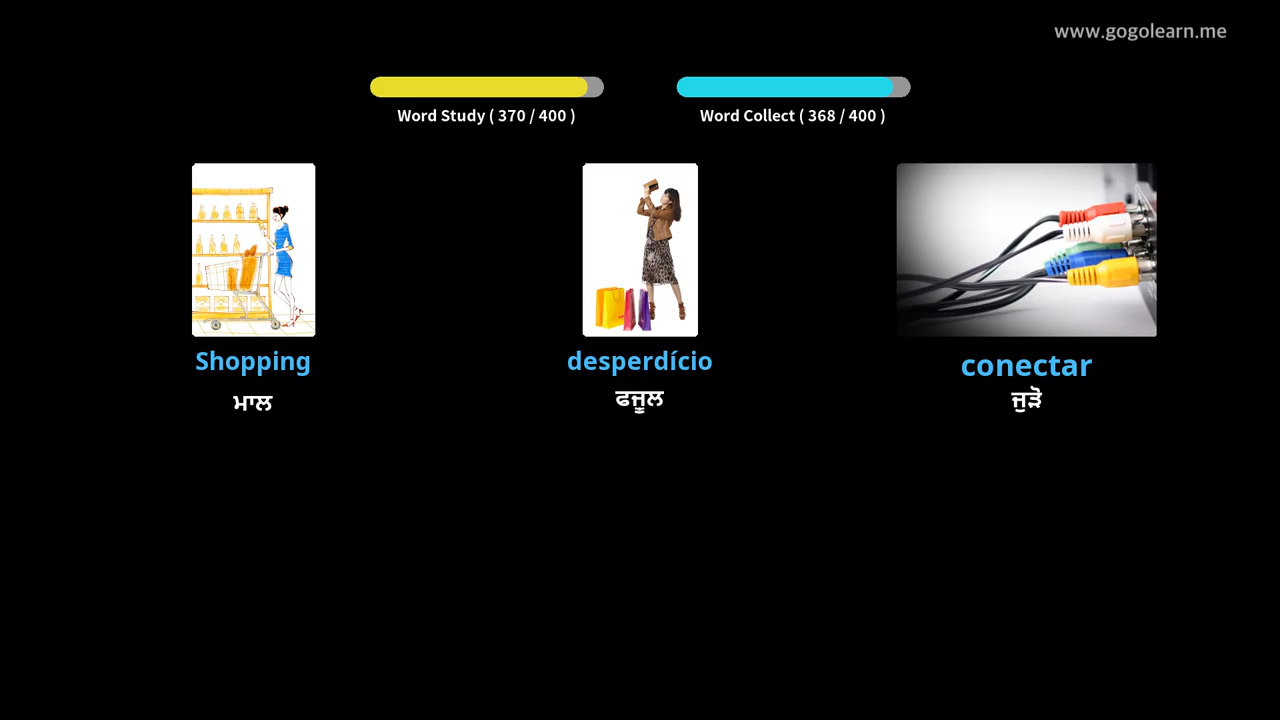 www.gogolearn.me
Word Study ( 370 / 400 )
Word Collect ( 368 / 400 )
Shopping
ਮਾਲ
desperdício
ਫਜੂਲ
conectar
ਜੁੜੋ